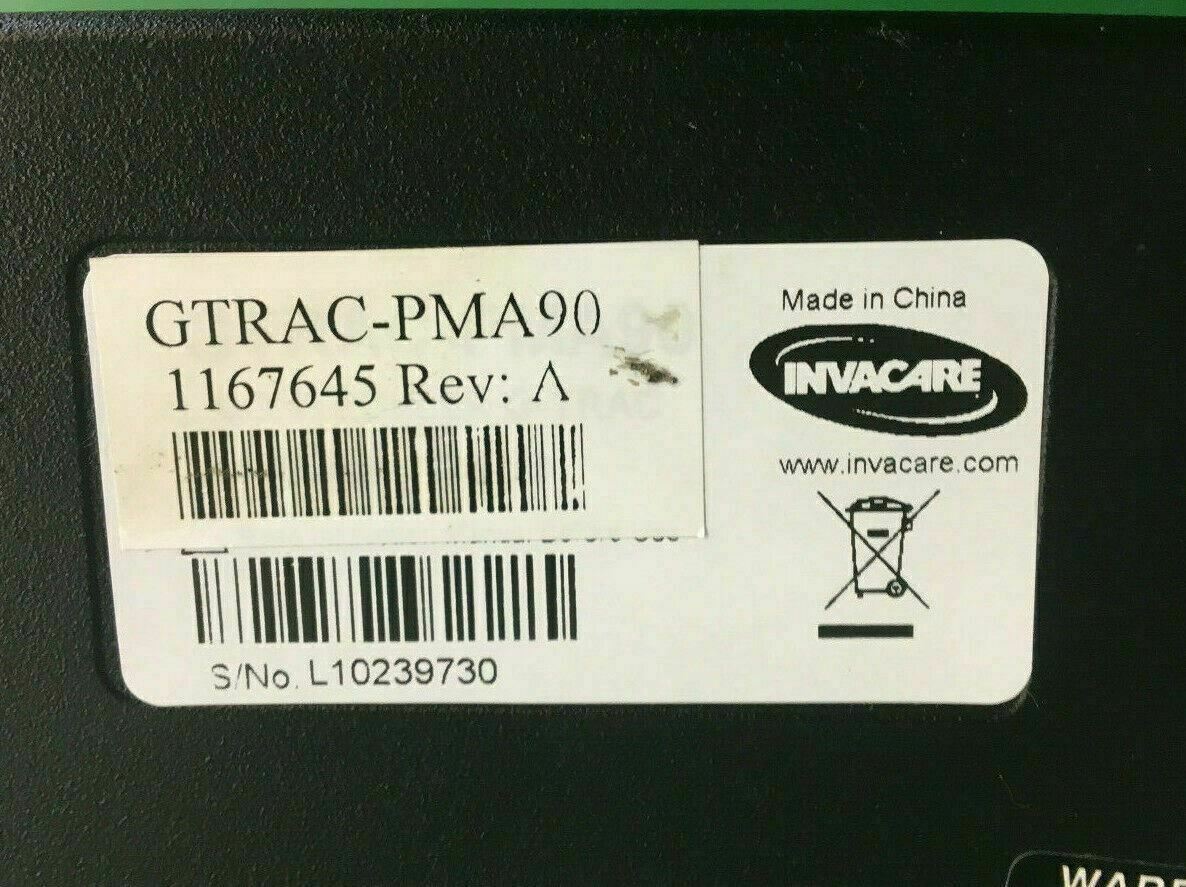 GTRAC-PMA90
1167645 Rev: A
S/No. L10239730
Made in China
INVACARE
www.invacare.com